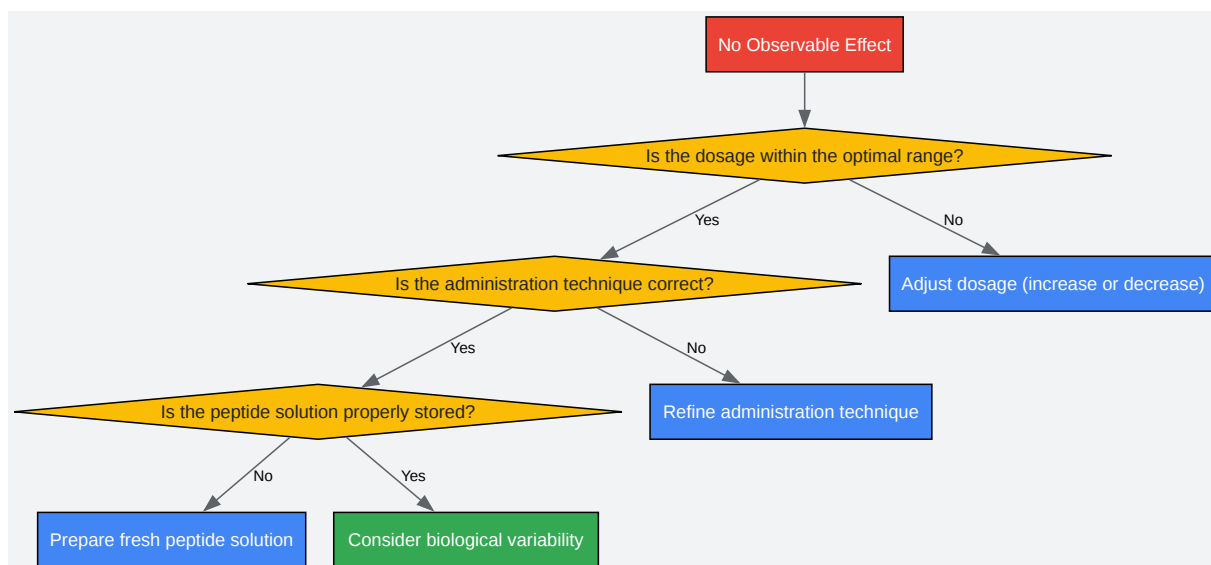 No Observable Effect
Is the dosage within the optimal range?
Yes
No
Is the administration technique correct?
Adjust dosage (increase or decrease)
Yes
No
Is the peptide solution properly stored?
Refine administration technique
No
Yes
Prepare fresh peptide solution
Consider biological variability